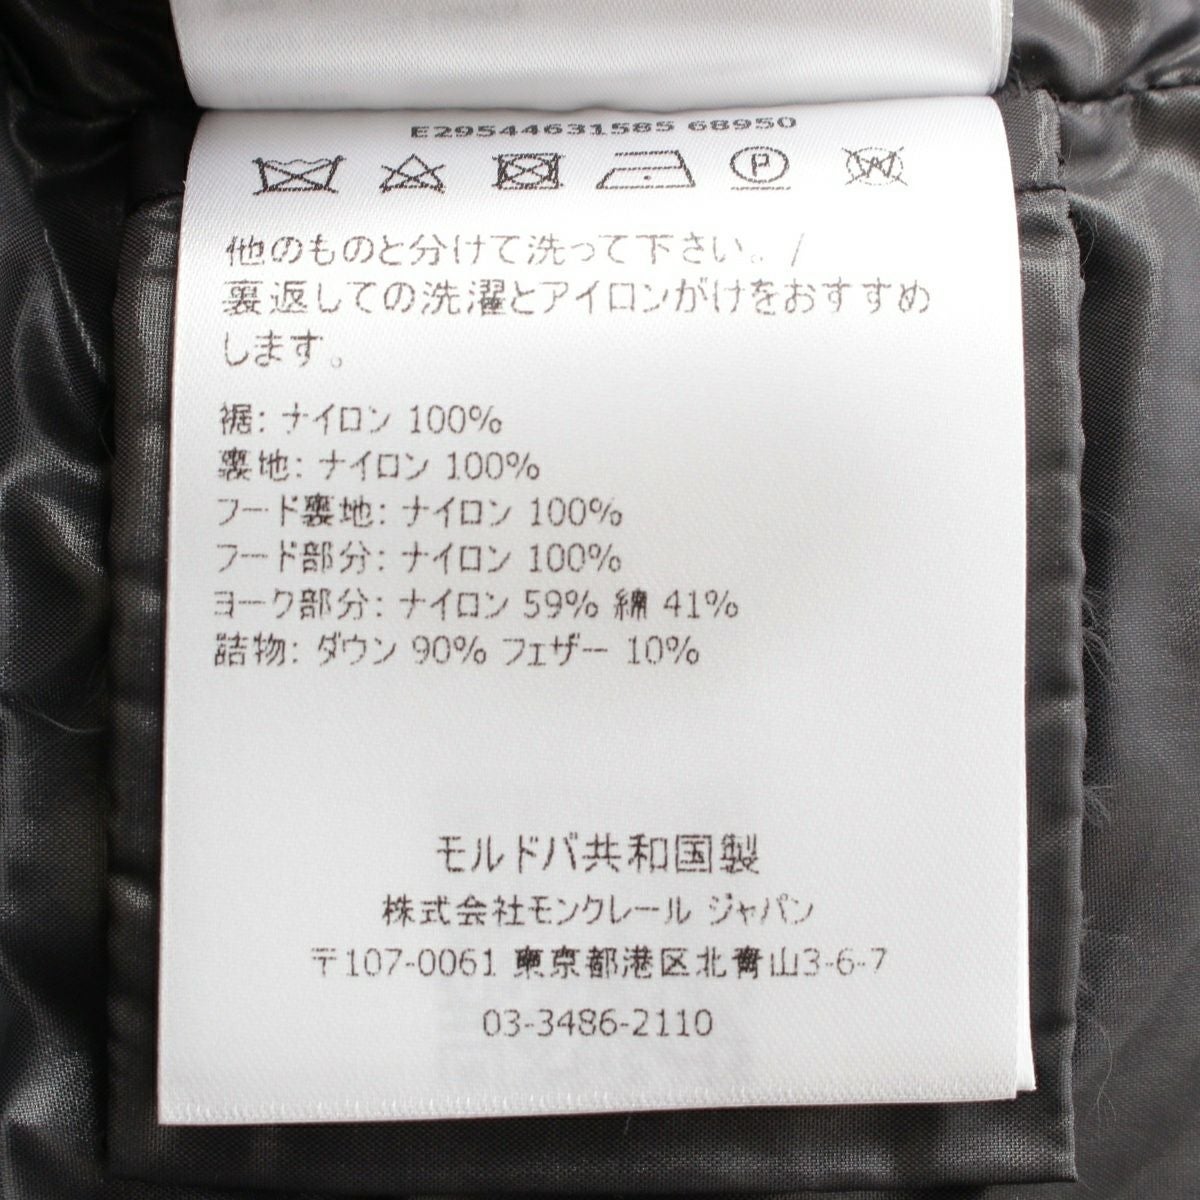 E29544631585 68950
P
W
他のものと分けて洗って下さい。/
裏返しての洗濯とアイロンがけをおすすめ
します。
裾: ナイロン 100%
裏地: ナイロン 100%
フード裏地: ナイロン 100%
フード部分: ナイロン 100%
ヨーク部分: ナイロン 59% 綿 41%
詰物: ダウン 90% フェザー 10%
モルドバ共和国製
株式会社モンクレール ジャパン
〒107-0061 東京都港区北青山3-6-7
03-3486-2110